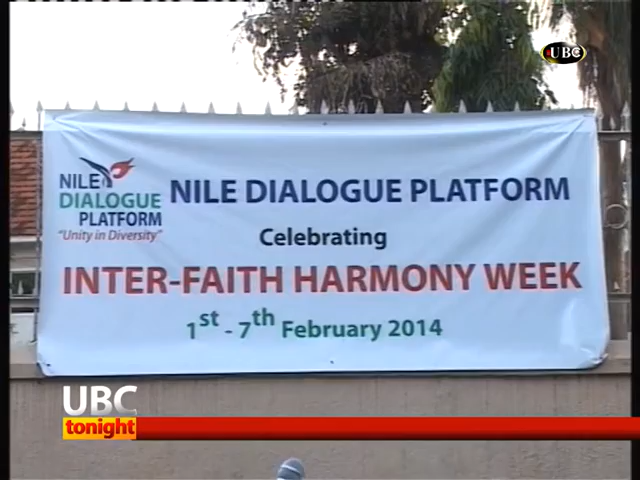 UBC
NILE
DIALOGUE
PLATFORM
"Unity in Diversity"
NILE DIALOGUE PLATFORM
Celebrating
INTER-FAITH HARMONY WEEK
1st - 7th February 2014
UBC
tonight